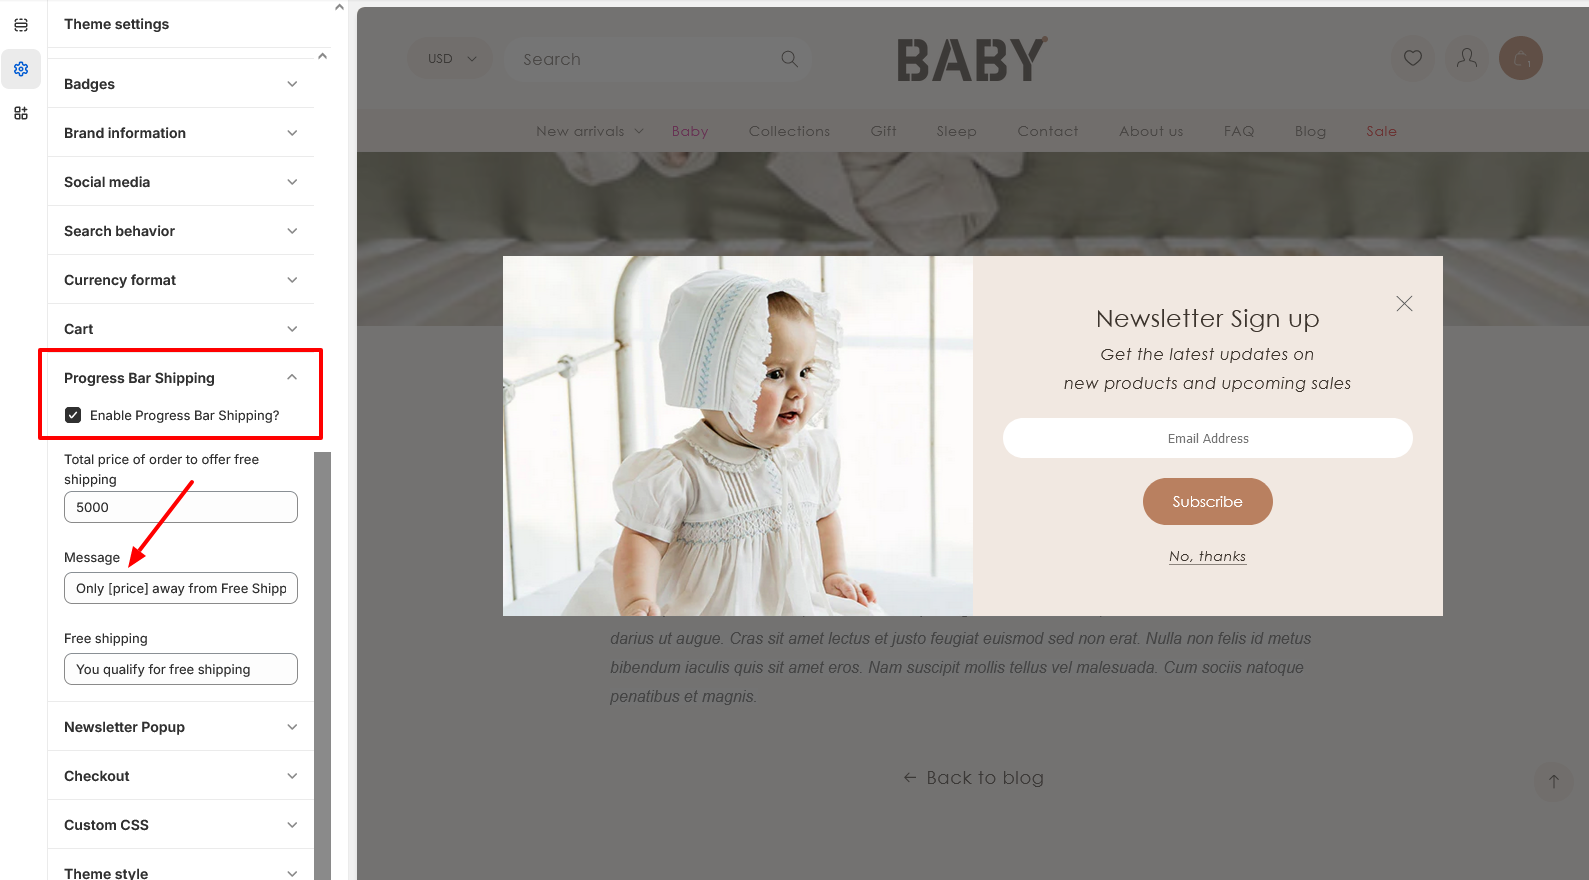 Theme settings
Badges
Brand information
Social media
Search behavior
Currency format
Cart
Progress Bar Shipping
Enable Progress Bar Shipping?
Total price of order to offer free
shipping
5000
Message
Only [price] away from Free Shipp
Free shipping
You qualify for free shipping
Newsletter Popup
Checkout
Custom CSS
Theme style
USD
Search
BABY
1
New arrivals Baby Collections Gift Sleep Contact About us FAQ Blog Sale
Newsletter Sign up
Get the latest updates on
new products and upcoming sales
Email Address
Subscribe
No, thanks
darius ut augue. Cras sit amet lectus et justo feugiat euismod sed non erat. Nulla non felis id metus
bibendum iaculis quis sit amet eros. Nam suscipit mollis tellus vel malesuada. Cum sociis natoque
penatibus et magnis.
← Back to blog